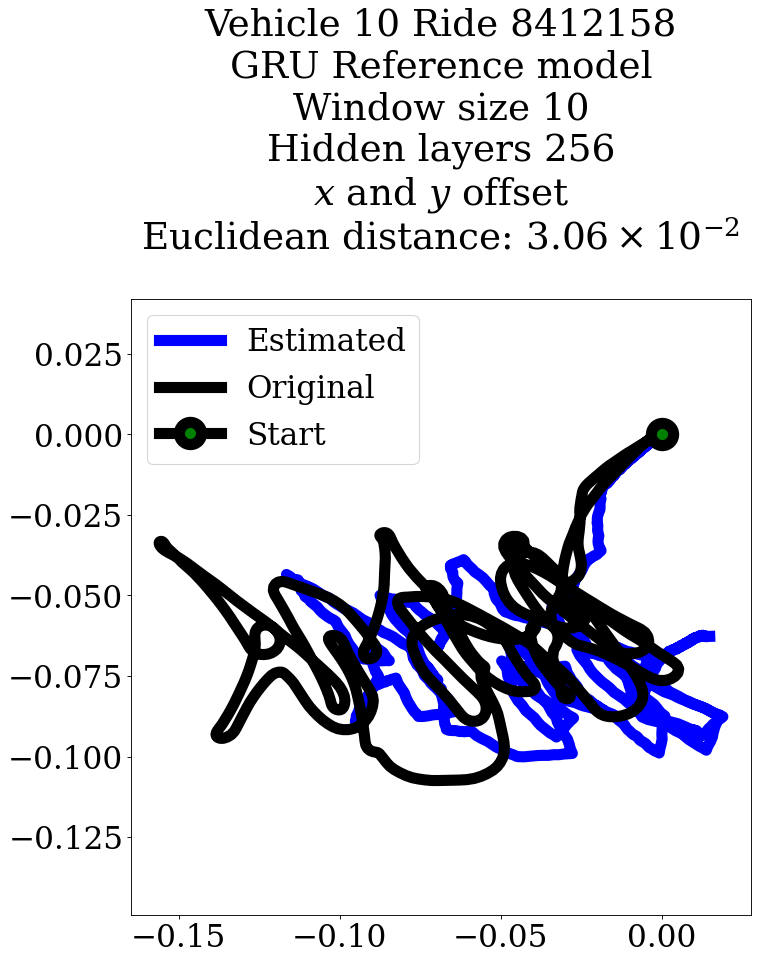 Vehicle 10 Ride 8412158
GRU Reference model
Window size 10
Hidden layers 256
x and y offset
Euclidean distance: 3.06 × 10⁻²
Estimated
Original
Start
0.025
0.000
−0.025
−0.050
−0.075
−0.100
−0.125
−0.15 −0.10 −0.05 0.00